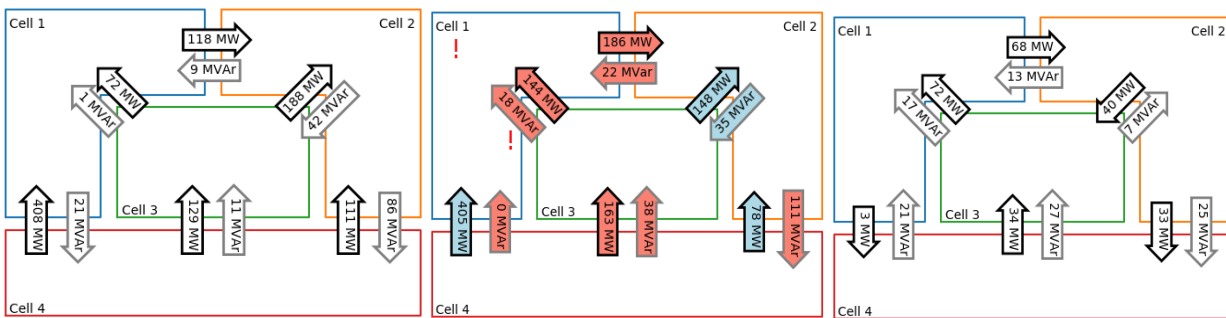 Cell 1
Cell 2
118 MW
9 MVAr
72 MW
1 MVAr
188 MW
42 MVAr
408 MW
21 MVAr
Cell 3
129 MW
11 MVAr
111 MW
86 MVAr
Cell 4
Cell 1
Cell 2
!
186 MW
22 MVar
144 MW
18 MVAr
!
148 MW
35 MVAr
405 MW
0 MVAr
Cell 3
163 MW
38 MVAr
78 MW
111 MVAr
Cell 4
Cell 1
Cell 2
68 MW
13 MVAr
72 MW
17 MVAr
40 MW
7 MVAr
3 MW
21 MVAr
Cell 3
34 MW
27 MVAr
33 MW
25 MVAr
Cell 4